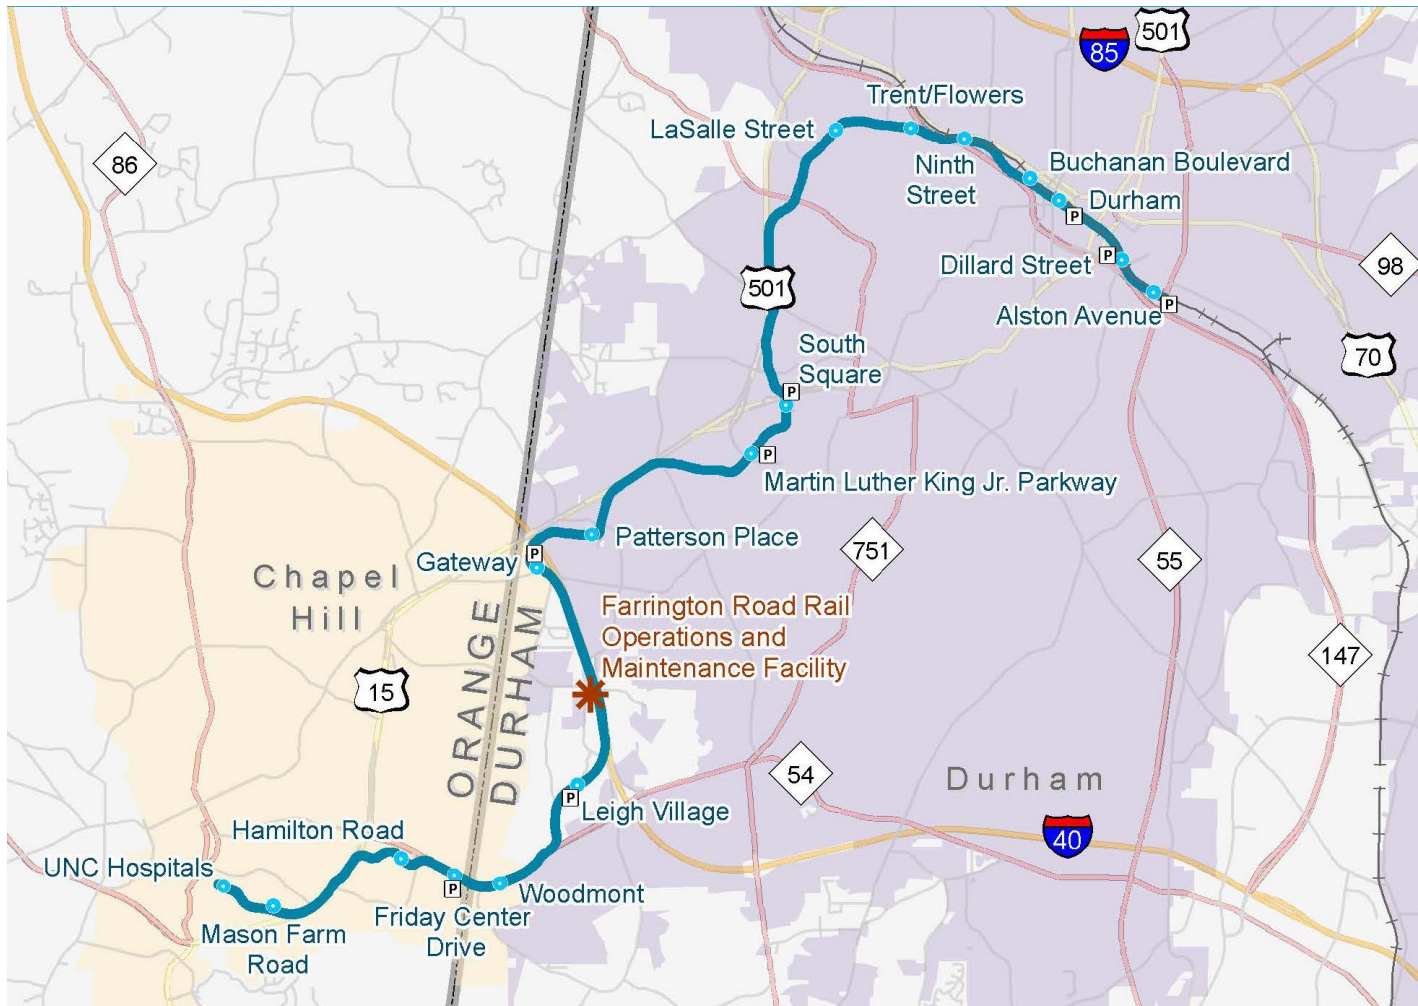 501
85
Trent/Flowers
LaSalle Street
86
Ninth
Street
Buchanan Boulevard
Durham
P
Dillard Street
P
98
501
Alston Avenue
P
South
Square
70
P
P
Martin Luther King Jr. Parkway
Patterson Place
751
55
P
Gateway
Chapel
Hill
Farrington Road Rail
Operations and
Maintenance Facility
ORANGE
DURHAM
147
15
54
Durham
P
Leigh Village
40
Hamilton Road
UNC Hospitals
P
Woodmont
Mason Farm
Road
Friday Center
Drive